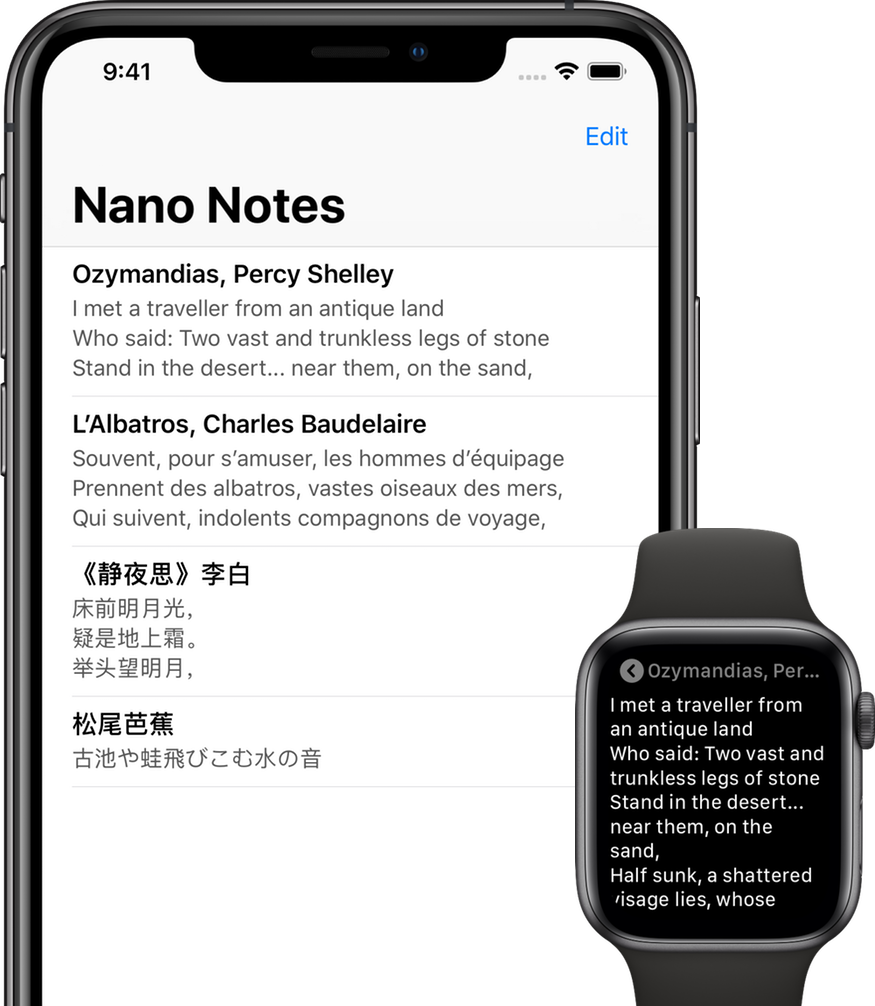 9:41
Edit
Nano Notes
Ozymandias, Percy Shelley
I met a traveller from an antique land
Who said: Two vast and trunkless legs of stone
Stand in the desert... near them, on the sand,
L’Albatros, Charles Baudelaire
Souvent, pour s’amuser, les hommes d’équipage
Prennent des albatros, vastes oiseaux des mers,
Qui suivent, indolents compagnons de voyage,
《静夜思》李白
床前明月光，
疑是地上霜。
举头望明月，
松尾芭蕉
古池や蛙飛びこむ水の音
Ozymandias, Per...
I met a traveller from
an antique land
Who said: Two vast and
trunkless legs of stone
Stand in the desert...
near them, on the
sand,
Half sunk, a shattered
visage lies, whose